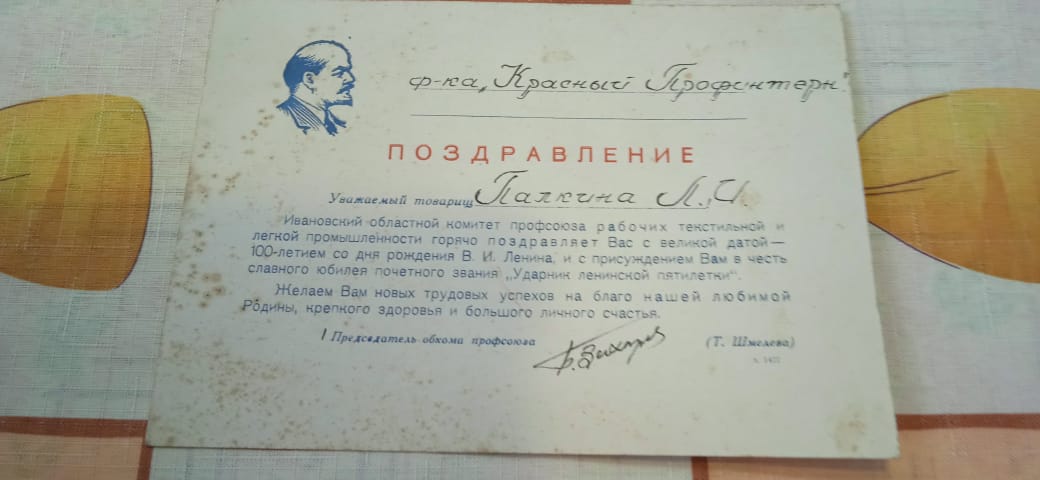 ф-ка „Красный Профинтерн"
ПОЗДРАВЛЕНИЕ
Уважаемый товарищ Палкина Л. И
Ивановский областной комитет профсоюза рабочих текстильной и
легкой промышленности горячо поздравляет Вас с великой датой —
100-летием со дня рождения В. И. Ленина, и с присуждением Вам в честь
славного юбилея почетного звания „Ударник ленинской пятилетки“.
Желаем Вам новых трудовых успехов на благо нашей любимой
Родины, крепкого здоровья и большого личного счастья.
Председатель обкома профсоюза (Т. Шмелева)